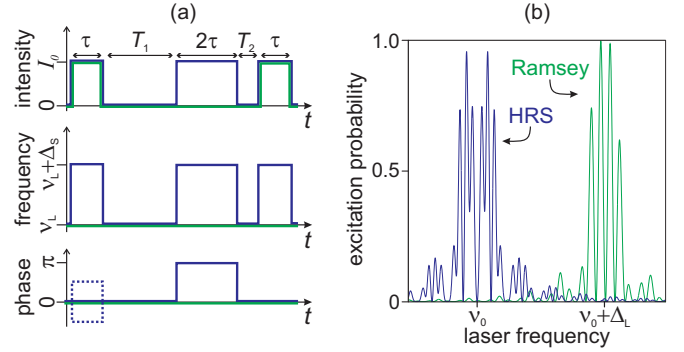 (a)
τ T₁ 2τ T₂ τ
intensity
I₀
0
t
frequency
ν_L+Δ_S
ν_L
t
phase
π
0
t
(b)
excitation probability
1.0
0.5
0
Ramsey
HRS
ν₀ ν₀+Δ_L
laser frequency